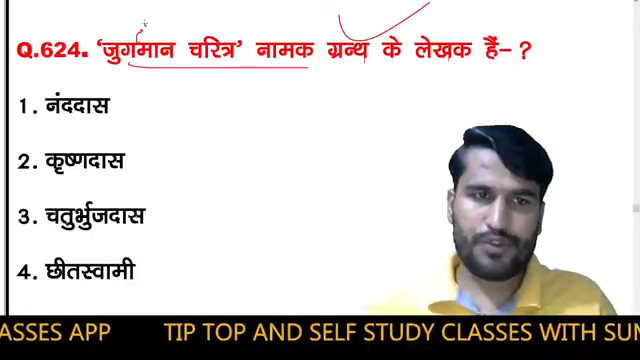 Q.624. ‘जुगमान चरित्र’ नामक ग्रन्थ के लेखक हैं- ?
1. नंददास
2. कृष्णदास
3. चतुर्भुजदास
4. छीतस्वामी
ASSES APP TIP TOP AND SELF STUDY CLASSES WITH SUM